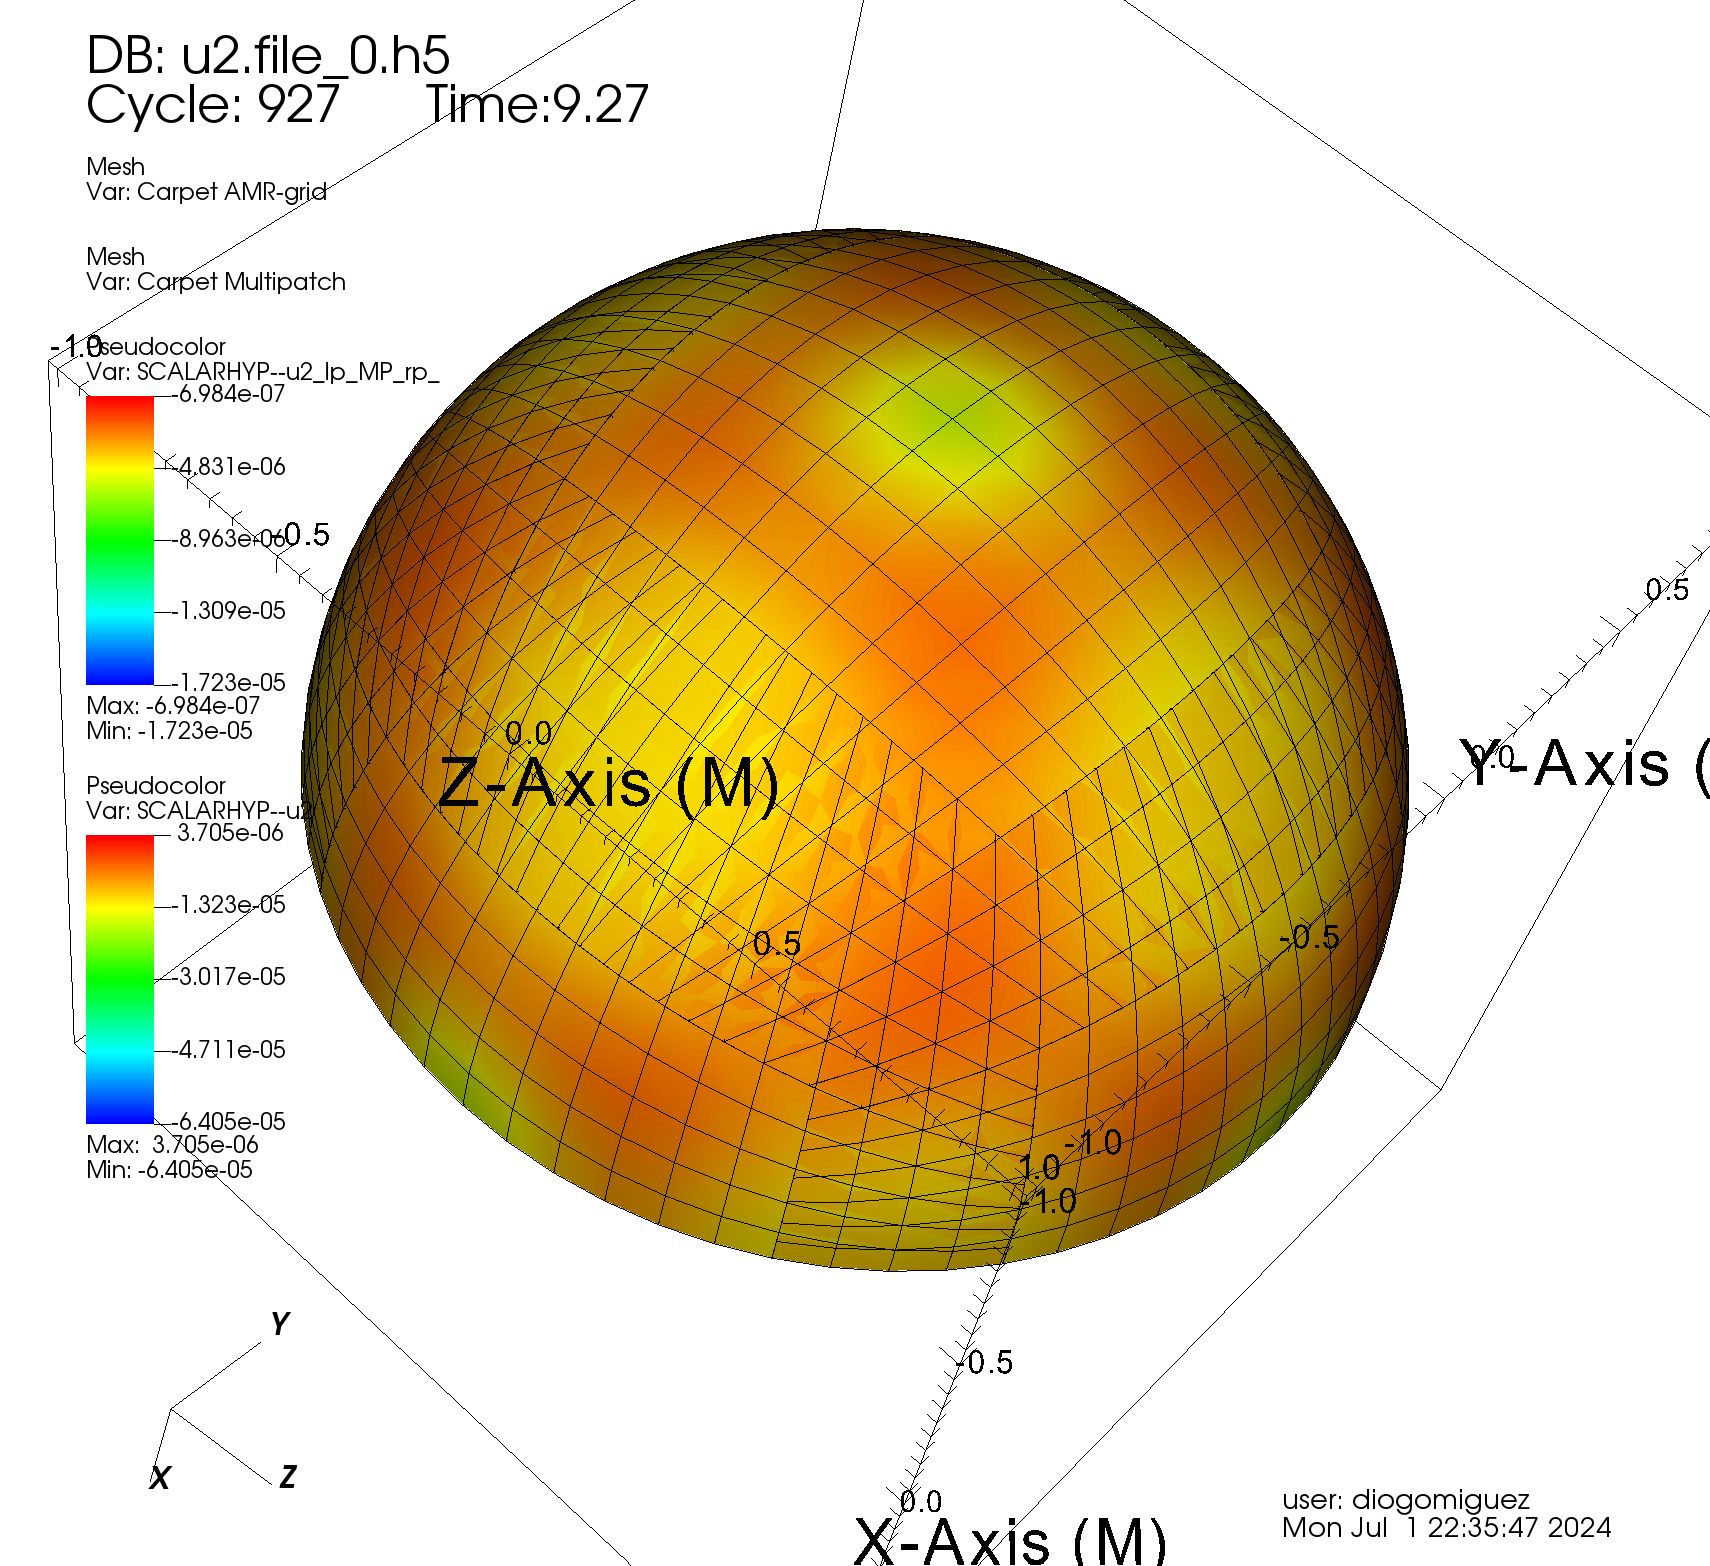 DB: u2.file_0.h5
Cycle: 927 Time:9.27
Mesh
Var: Carpet AMR-grid
Mesh
Var: Carpet Multipatch
-1.0
Pseudocolor
Var: SCALARHYP--u2_lp_MP_rp_
-6.984e-07
-4.831e-06
-8.963e-06
-1.309e-05
-1.723e-05
Max: -6.984e-07
Min: -1.723e-05
Pseudocolor
Var: SCALARHYP--u2
3.705e-06
-1.323e-05
-3.017e-05
-4.711e-05
-6.405e-05
Max: 3.705e-06
Min: -6.405e-05
-0.5
0.0
Z-Axis (M)
0.5
1.0
0.5
0.0
Y-Axis (
-0.5
-1.0
-1.0
-0.5
0.0
X-Axis (M)
Y
X
Z
user: diogomiguez
Mon Jul 1 22:35:47 2024